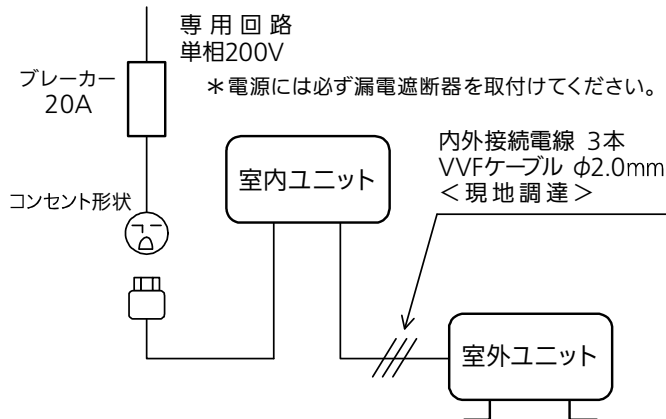 専用回路
単相200V
ブレーカー
20A
＊電源には必ず漏電遮断器を取付けてください。
内外接続電線 3本
VVFケーブル φ2.0mm
＜現地調達＞
室内ユニット
コンセント形状
室外ユニット